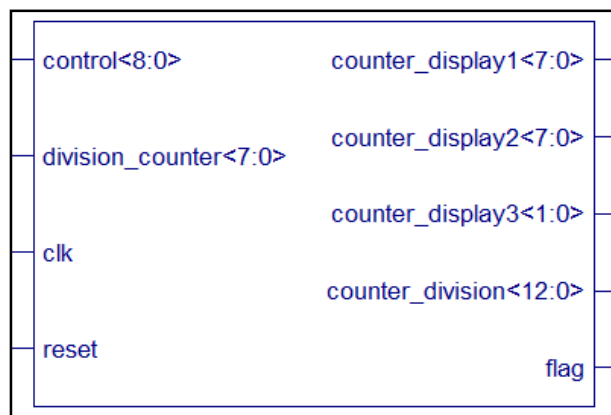 control<8:0>
division_counter<7:0>
clk
reset
counter_display1<7:0>
counter_display2<7:0>
counter_display3<1:0>
counter_division<12:0>
flag